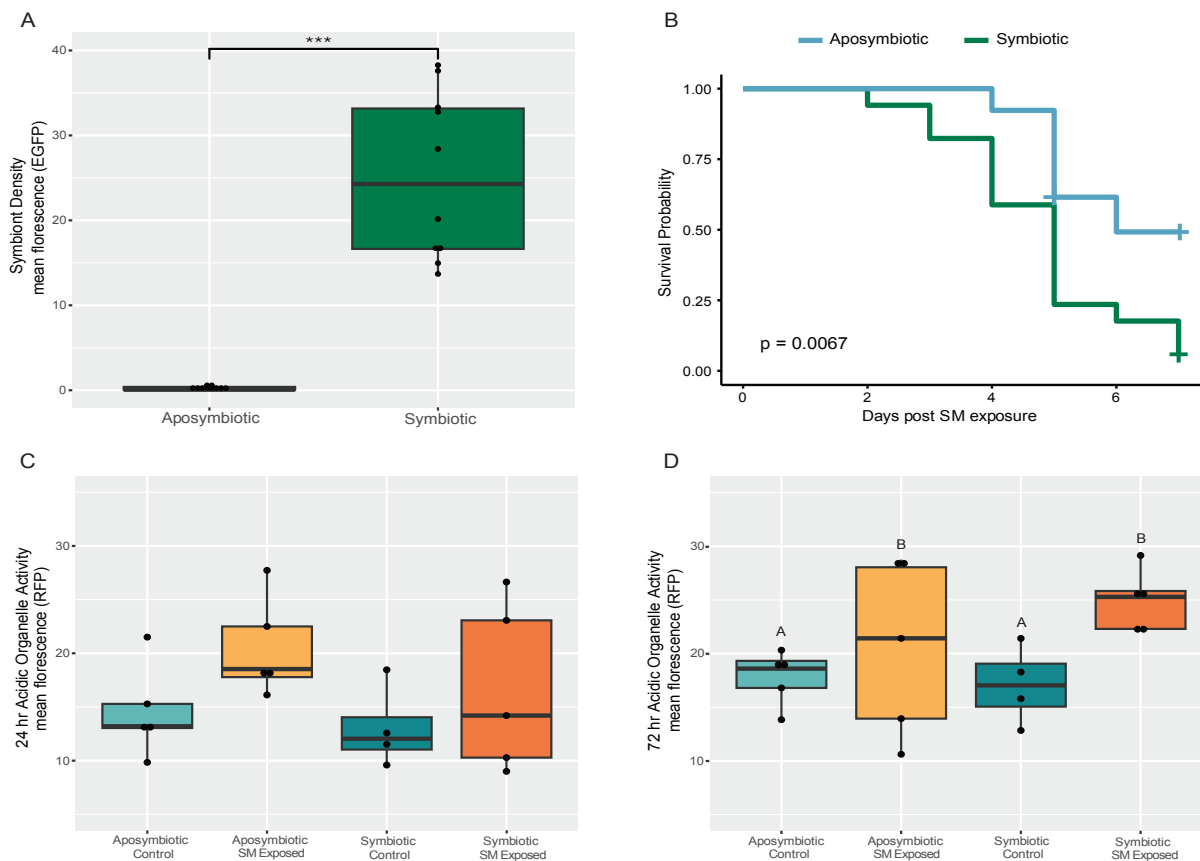 A
Symbiont Density
mean florescence (EGFP)
40
30
20
10
0
***
Aposymbiotic
Symbiotic
B
Aposymbiotic
Symbiotic
Survival Probability
1.00
0.75
0.50
0.25
0.00
p = 0.0067
0
2
4
6
Days post SM exposure
C
24 hr Acidic Organelle Activity
mean florescence (RFP)
30
20
10
Aposymbiotic
Control
Aposymbiotic
SM Exposed
Symbiotic
Control
Symbiotic
SM Exposed
D
72 hr Acidic Organelle Activity
mean florescence (RFP)
30
20
10
A
B
A
B
Aposymbiotic
Control
Aposymbiotic
SM Exposed
Symbiotic
Control
Symbiotic
SM Exposed